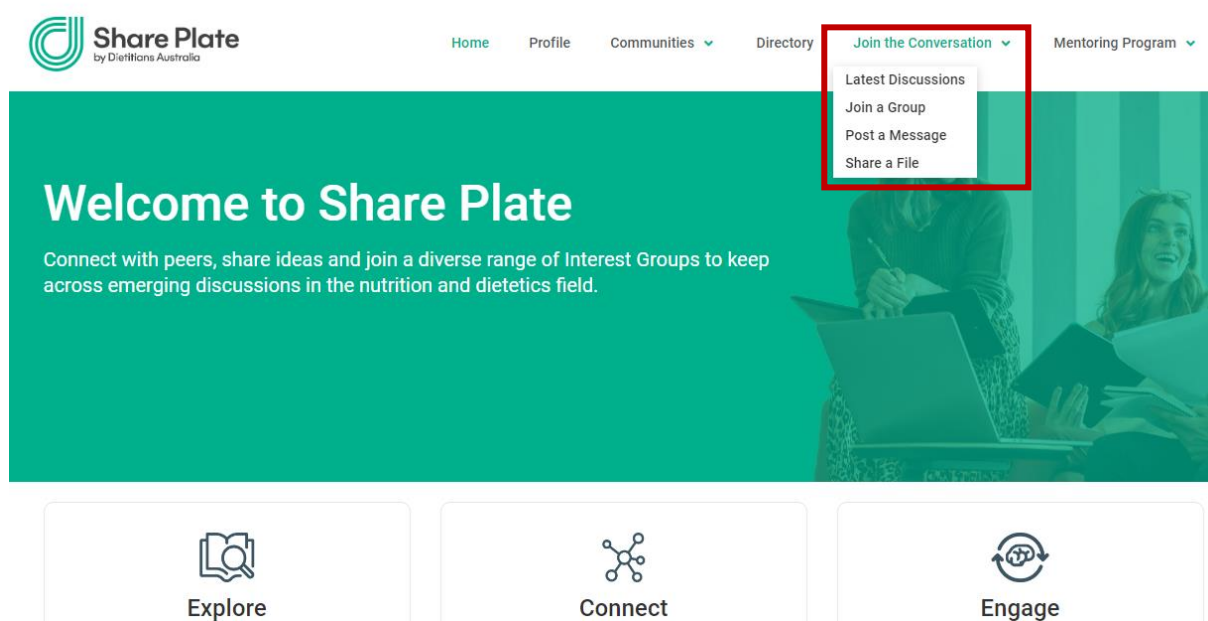 Share Plate
by Dietitians Australia
Home Profile Communities Directory Join the Conversation Mentoring Program
Latest Discussions
Join a Group
Post a Message
Share a File
Welcome to Share Plate
Connect with peers, share ideas and join a diverse range of Interest Groups to keep
across emerging discussions in the nutrition and dietetics field.
Explore
Connect
Engage